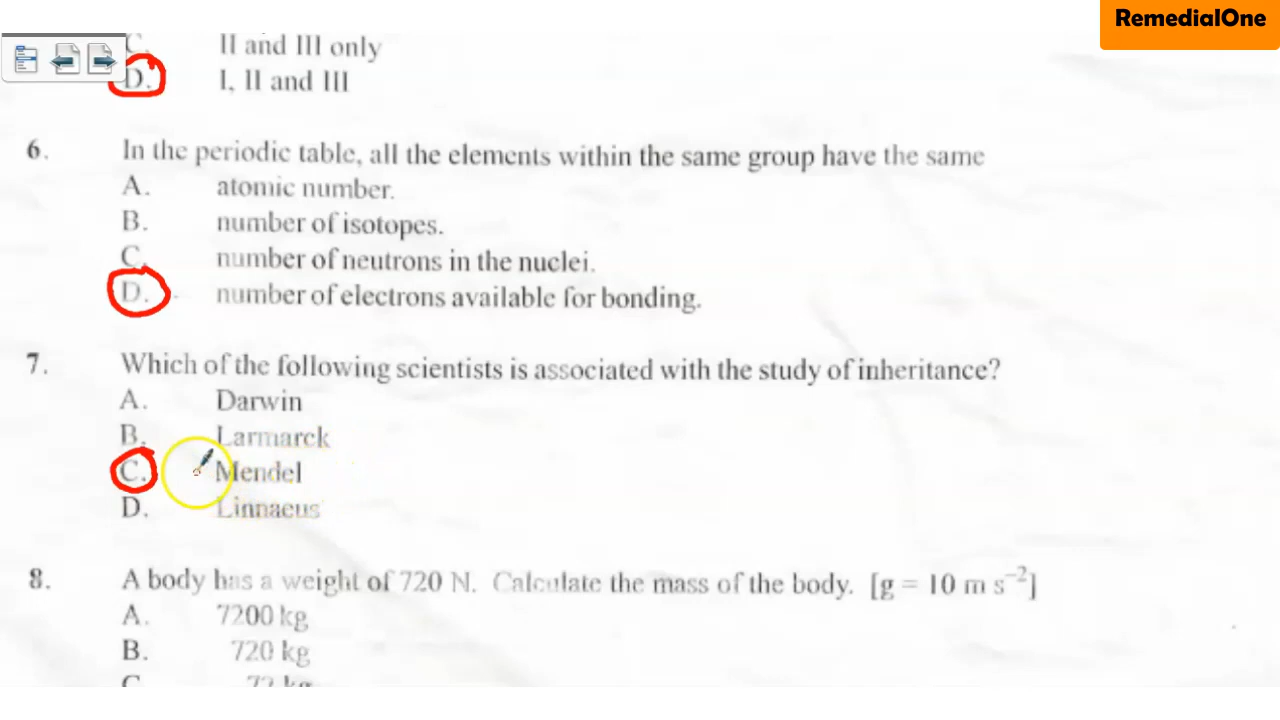 RemedialOne
C. II and III only
D. I, II and III
6. In the periodic table, all the elements within the same group have the same
A. atomic number.
B. number of isotopes.
C. number of neutrons in the nuclei.
D. number of electrons available for bonding.
7. Which of the following scientists is associated with the study of inheritance?
A. Darwin
B. Larmarck
C. Mendel
D. Linnaeus
8. A body has a weight of 720 N. Calculate the mass of the body. [g = 10 m s⁻²]
A. 7200 kg
B. 720 kg
C 72 kg